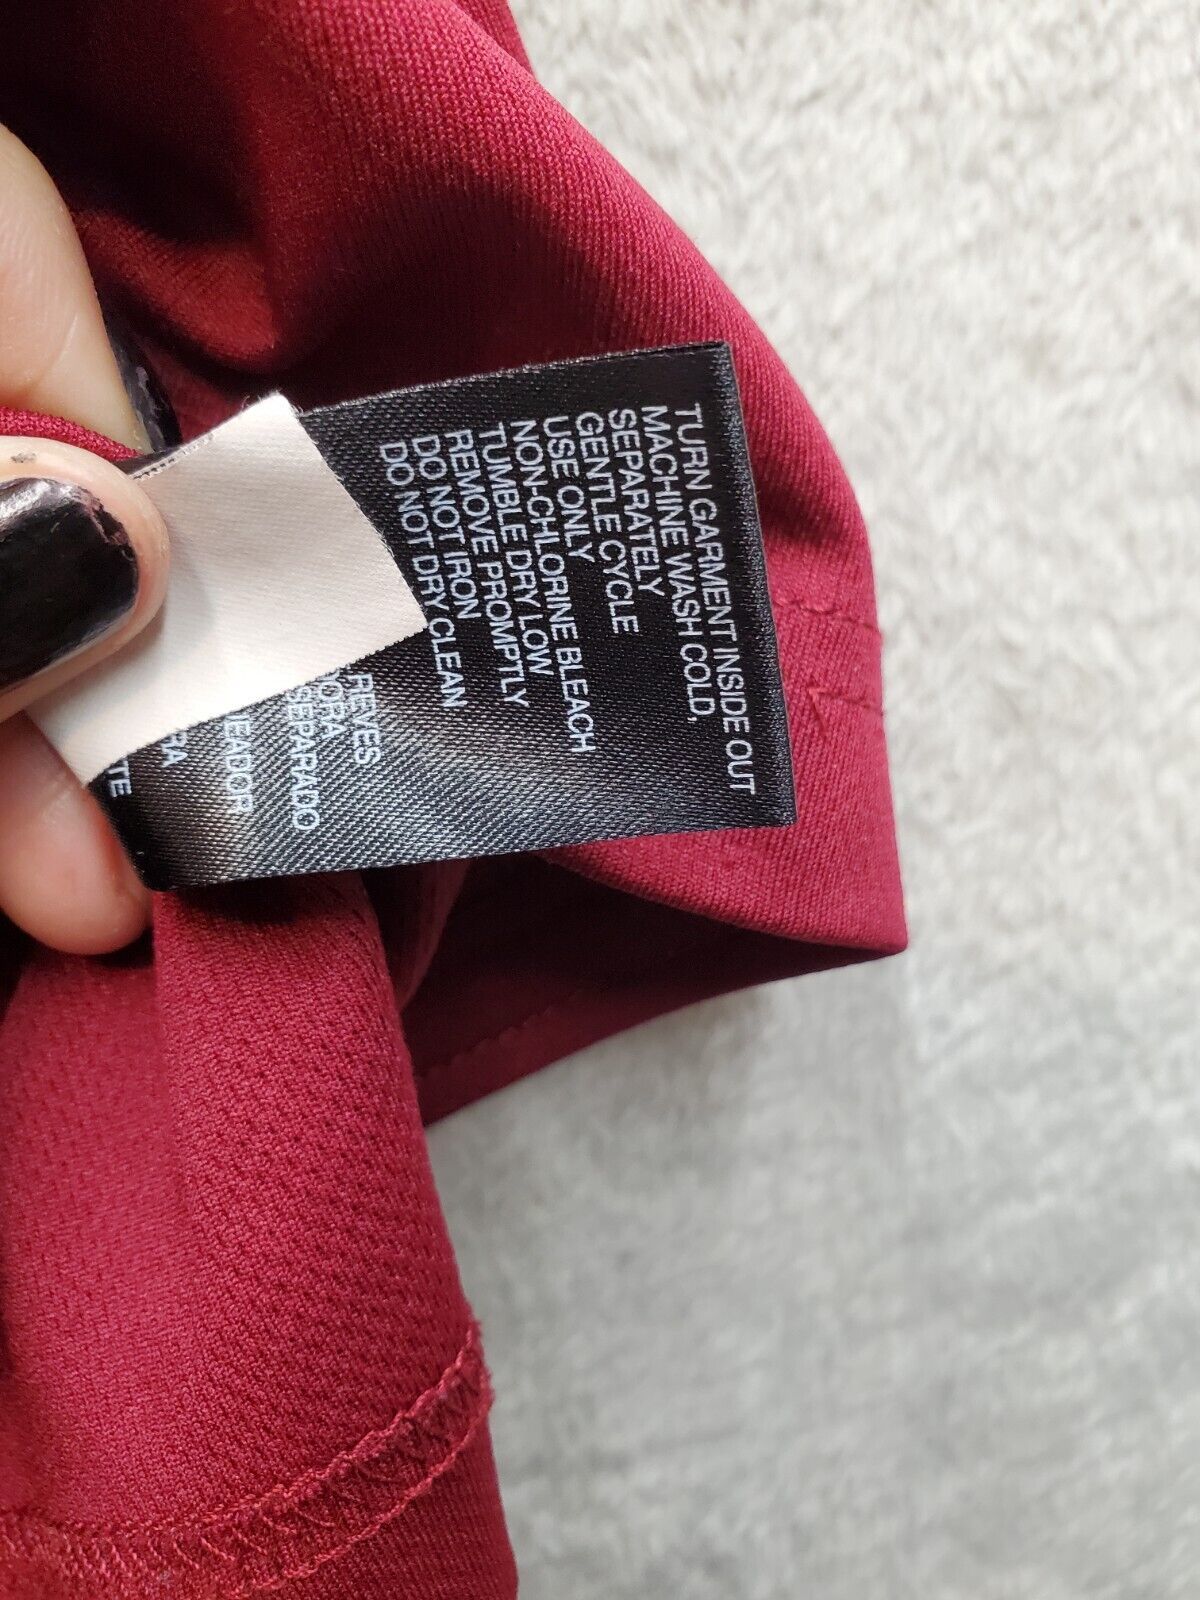 TURN GARMENT INSIDE OUT
MACHINE WASH COLD,
SEPARATELY
GENTLE CYCLE
USE ONLY
NON-CHLORINE BLEACH
TUMBLE DRY LOW
REMOVE PROMPTLY
DO NOT IRON
DO NOT DRY CLEAN
REVES
SEPARADO